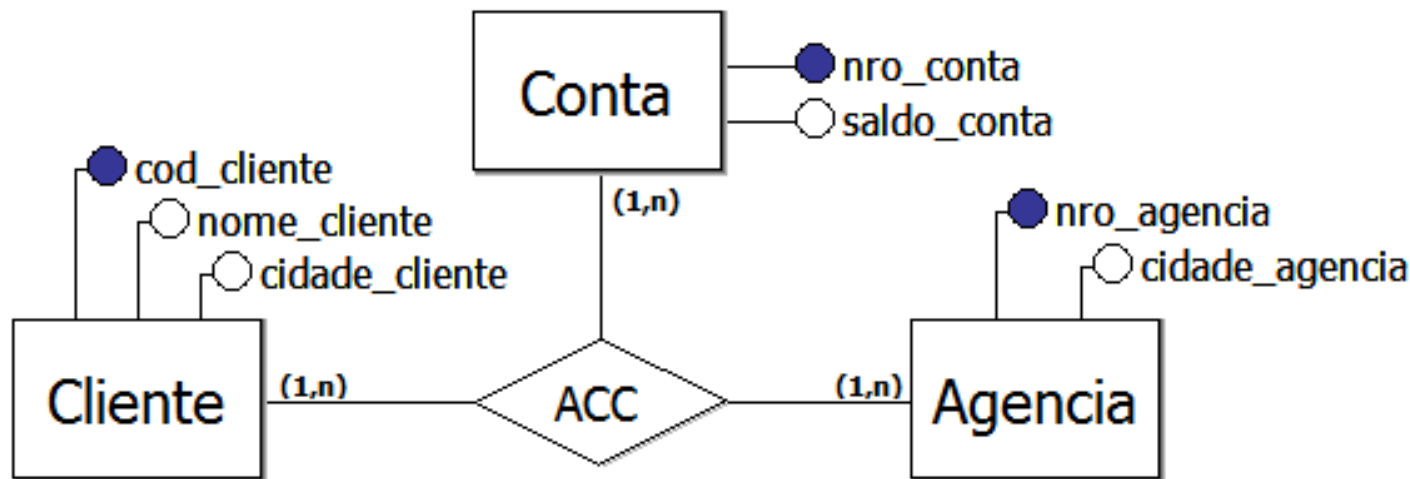 Conta
nro_conta
saldo_conta
(1,n)
cod_cliente
nome_cliente
cidade_cliente
Cliente
(1,n)
ACC
(1,n)
nro_agencia
cidade_agencia
Agencia